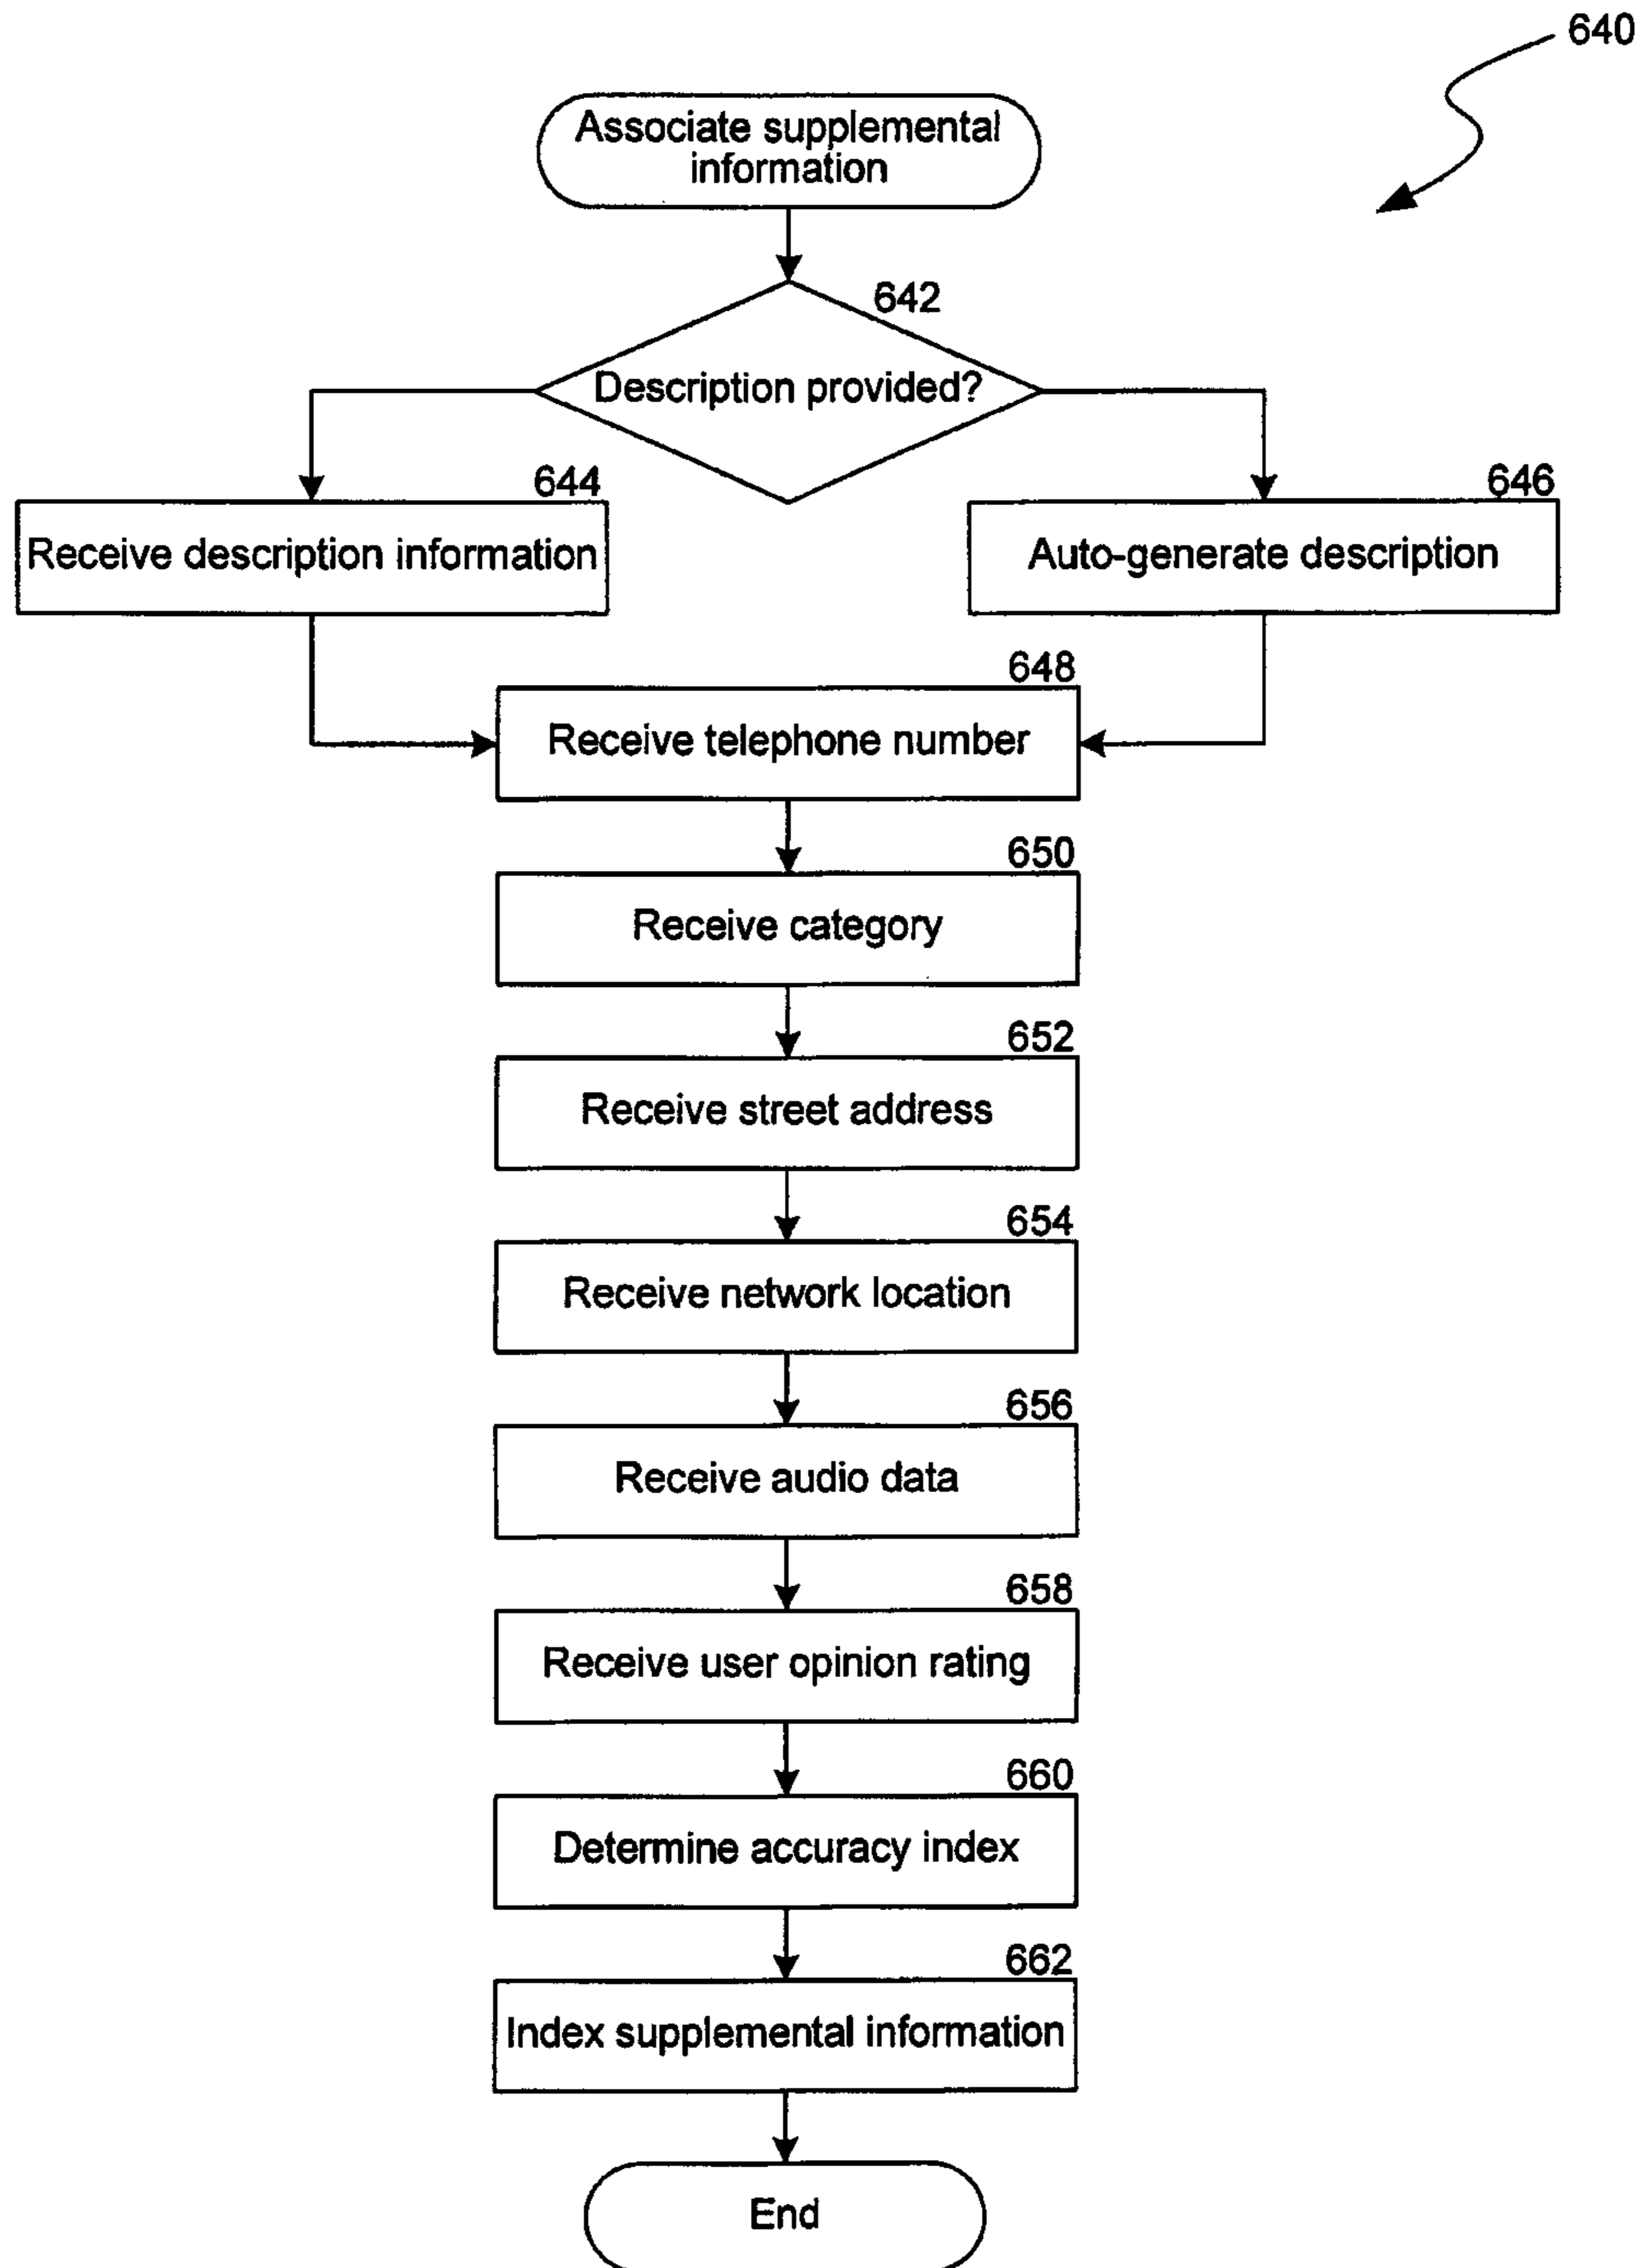 640
Associate supplemental
information
642
Description provided?
644
Receive description information
646
Auto-generate description
648
Receive telephone number
650
Receive category
652
Receive street address
654
Receive network location
656
Receive audio data
658
Receive user opinion rating
660
Determine accuracy index
662
Index supplemental information
End